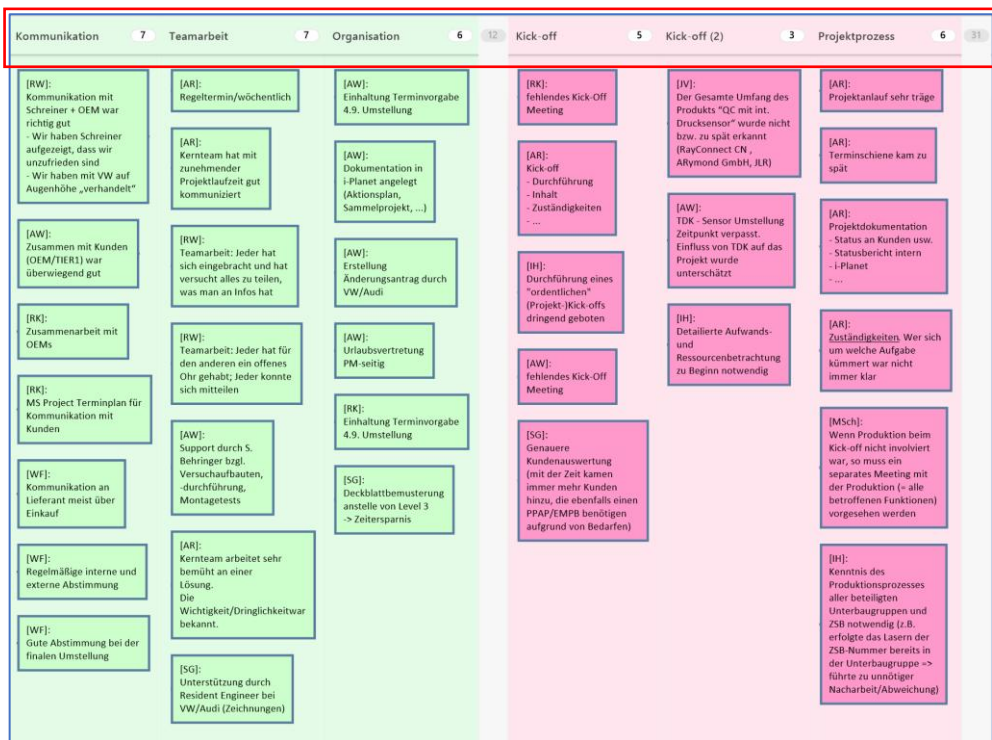 Kommunikation 7 Teamarbeit 7 Organisation 6 12 Kick-off 5 Kick-off (2) 3 Projektprozess 6 31
[RW]:
Kommunikation mit
Schreiner + OEM war
richtig gut
- Wir haben Schreiner
aufgezeigt, dass wir
unzufrieden sind
- Wir haben mit VW auf
Augenhöhe „verhandelt“
[AW]:
Zusammen mit Kunden
(OEM/TIER1) war
überwiegend gut
[RK]:
Zusammenarbeit mit
OEMs
[RK]:
MS Project Terminplan für
Kommunikation mit
Kunden
[WF]:
Kommunikation an
Lieferant meist über
Einkauf
[WF]:
Regelmäßige interne und
externe Abstimmung
[WF]:
Gute Abstimmung bei der
finalen Umstellung
[AR]:
Regeltermin/wöchentlich
[AR]:
Kernteam hat mit
zunehmender
Projektlaufzeit gut
kommuniziert
[RW]:
Teamarbeit: Jeder hat
sich eingebracht und hat
versucht alles zu teilen,
was man an Infos hat
[RW]:
Teamarbeit: Jeder hat für
den anderen ein offenes
Ohr gehabt; Jeder konnte
sich mitteilen
[AW]:
Support durch S.
Behringer bzgl.
Versuchaufbauten,
-durchführung,
Montagetests
[AR]:
Kernteam arbeitet sehr
bemüht an einer
Lösung.
Die
Wichtigkeit/Dringlichkeitwar
bekannt.
[SG]:
Unterstützung durch
Resident Engineer bei
VW/Audi (Zeichnungen)
[AW]:
Einhaltung Terminvorgabe
4.9. Umstellung
[AW]:
Dokumentation in
i-Planet angelegt
(Aktionsplan,
Sammelprojekt, ...)
[AW]:
Erstellung
Änderungsantrag durch
VW/Audi
[AW]:
Urlaubsvertretung
PM-seitig
[RK]:
Einhaltung Terminvorgabe
4.9. Umstellung
[SG]:
Deckblattbemusterung
anstelle von Level 3
-> Zeitersparnis
[RK]:
fehlendes Kick-Off
Meeting
[AR]:
Kick-off
- Durchführung
- Inhalt
- Zuständigkeiten
- ...
[IH]:
Durchführung eines
"ordentlichen"
(Projekt-)Kick-offs
dringend geboten
[AW]:
fehlendes Kick-Off
Meeting
[SG]:
Genauere
Kundenauswertung
(mit der Zeit kamen
immer mehr Kunden
hinzu, die ebenfalls einen
PPAP/EMPB benötigen
aufgrund von Bedarfen)
[JV]:
Der Gesamte Umfang des
Produkts "QC mit int.
Drucksensor" wurde nicht
bzw. zu spät erkannt
(RayConnect CN ,
ARymond GmbH, JLR)
[AW]:
TDK - Sensor Umstellung
Zeitpunkt verpasst.
Einfluss von TDK auf das
Projekt wurde
unterschätzt
[IH]:
Detailierte Aufwands-
und
Ressourcenbetrachtung
zu Beginn notwendig
[AR]:
Projektanlauf sehr träge
[AR]:
Terminschiene kam zu
spät
[AR]:
Projektdokumentation
- Status an Kunden usw.
- Statusbericht intern
- i-Planet
- ...
[AR]:
Zuständigkeiten. Wer sich
um welche Aufgabe
kümmert war nicht
immer klar
[MSch]:
Wenn Produktion beim
Kick-off nicht involviert
war, so muss ein
separates Meeting mit
der Produktion (= alle
betroffenen Funktionen)
vorgesehen werden
[IH]:
Kenntnis des
Produktionsprozesses
aller beteiligten
Unterbaugruppen und
ZSB notwendig (z.B.
erfolgte das Lasern der
ZSB-Nummer bereits in
der Unterbaugruppe =>
führte zu unnötiger
Nacharbeit/Abweichung)